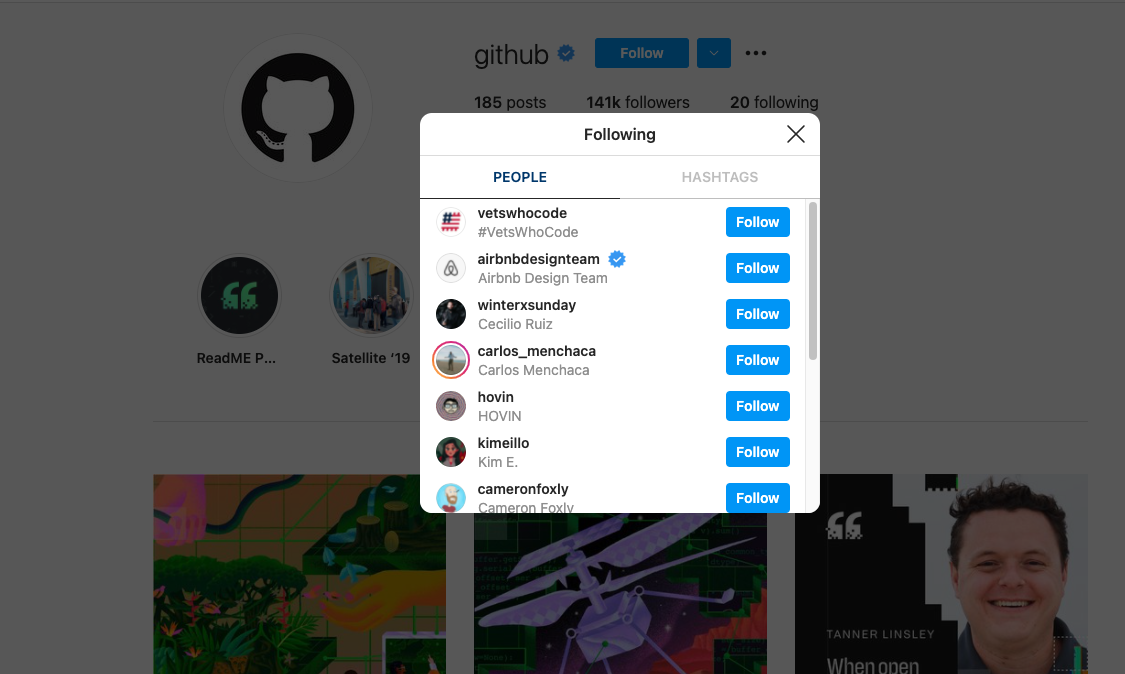 github
Follow
185 posts 141k followers 20 following
Following
PEOPLE HASHTAGS
vetswhocode
#VetsWhoCode
Follow
airbnbdesignteam
Airbnb Design Team
Follow
winterxsunday
Cecilio Ruiz
Follow
carlos_menchaca
Carlos Menchaca
Follow
hovin
HOVIN
Follow
kimeillo
Kim E.
Follow
cameronfoxly
Cameron Foxly
Follow
ReadME P...
Satellite ‘19
TANNER LINSLEY
When open